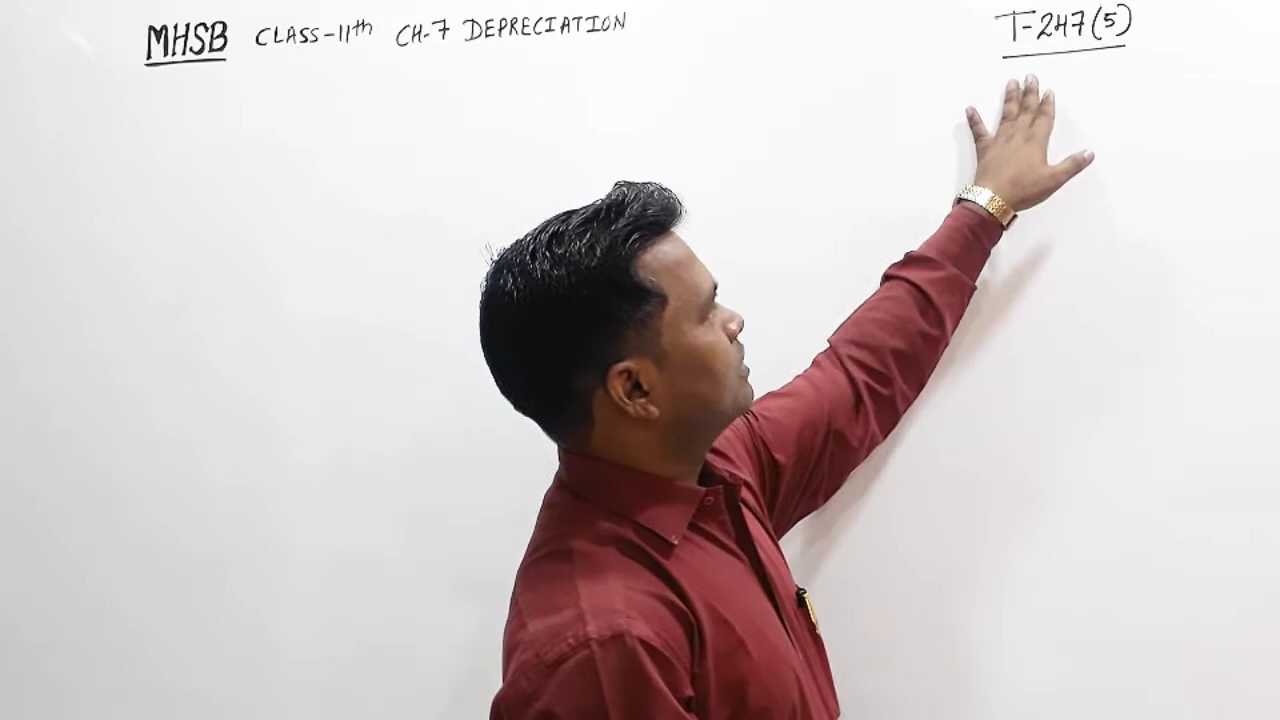 MHSB CLASS-11th CH-7 DEPRECIATION
T-247(5)